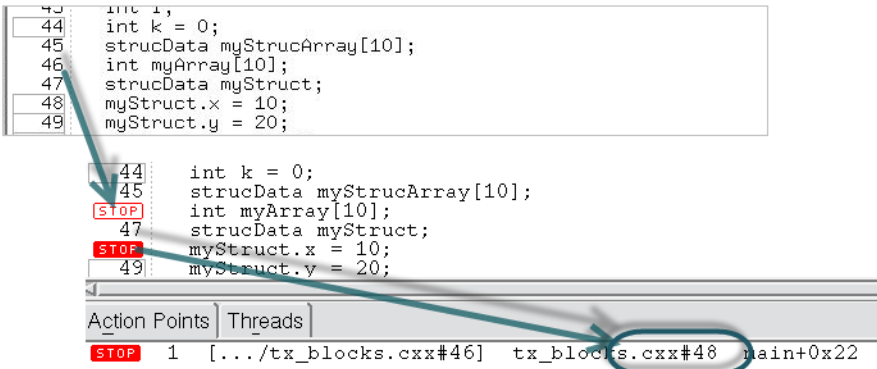 44 int k = 0;
45 strucData myStrucArray[10];
46 int myArray[10];
47 strucData myStruct;
48 myStruct.x = 10;
49 myStruct.y = 20;
44 int k = 0;
45 strucData myStrucArray[10];
STOP int myArray[10];
47 strucData myStruct;
STOP myStruct.x = 10;
49 myStruct.y = 20;
Action Points Threads
STOP 1 [.../tx_blocks.cxx#46] tx_blocks.cxx#48 main+0x22